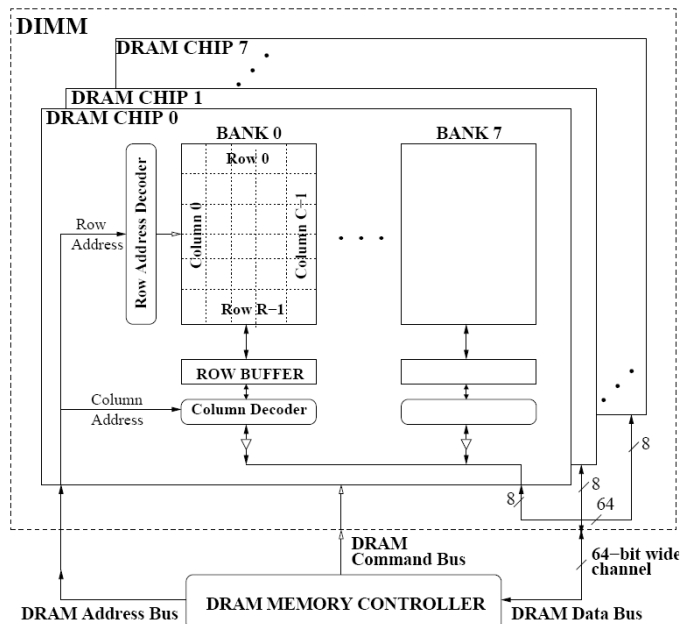 DIMM
DRAM CHIP 7
DRAM CHIP 1
DRAM CHIP 0
BANK 0
BANK 7
Row Address Decoder
Row 0
Column 0
Column C−1
Row R−1
Row
Address
ROW BUFFER
Column
Address
Column Decoder
8
8
8
64
DRAM
Command Bus
64−bit wide
channel
DRAM Address Bus
DRAM MEMORY CONTROLLER
DRAM Data Bus